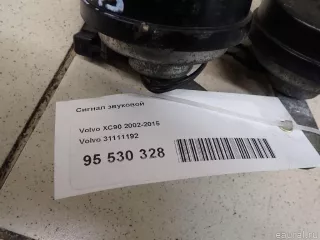 Сигнал звуковой
Volvo XC90 2002-2015
Volvo 31111192
95 530 328